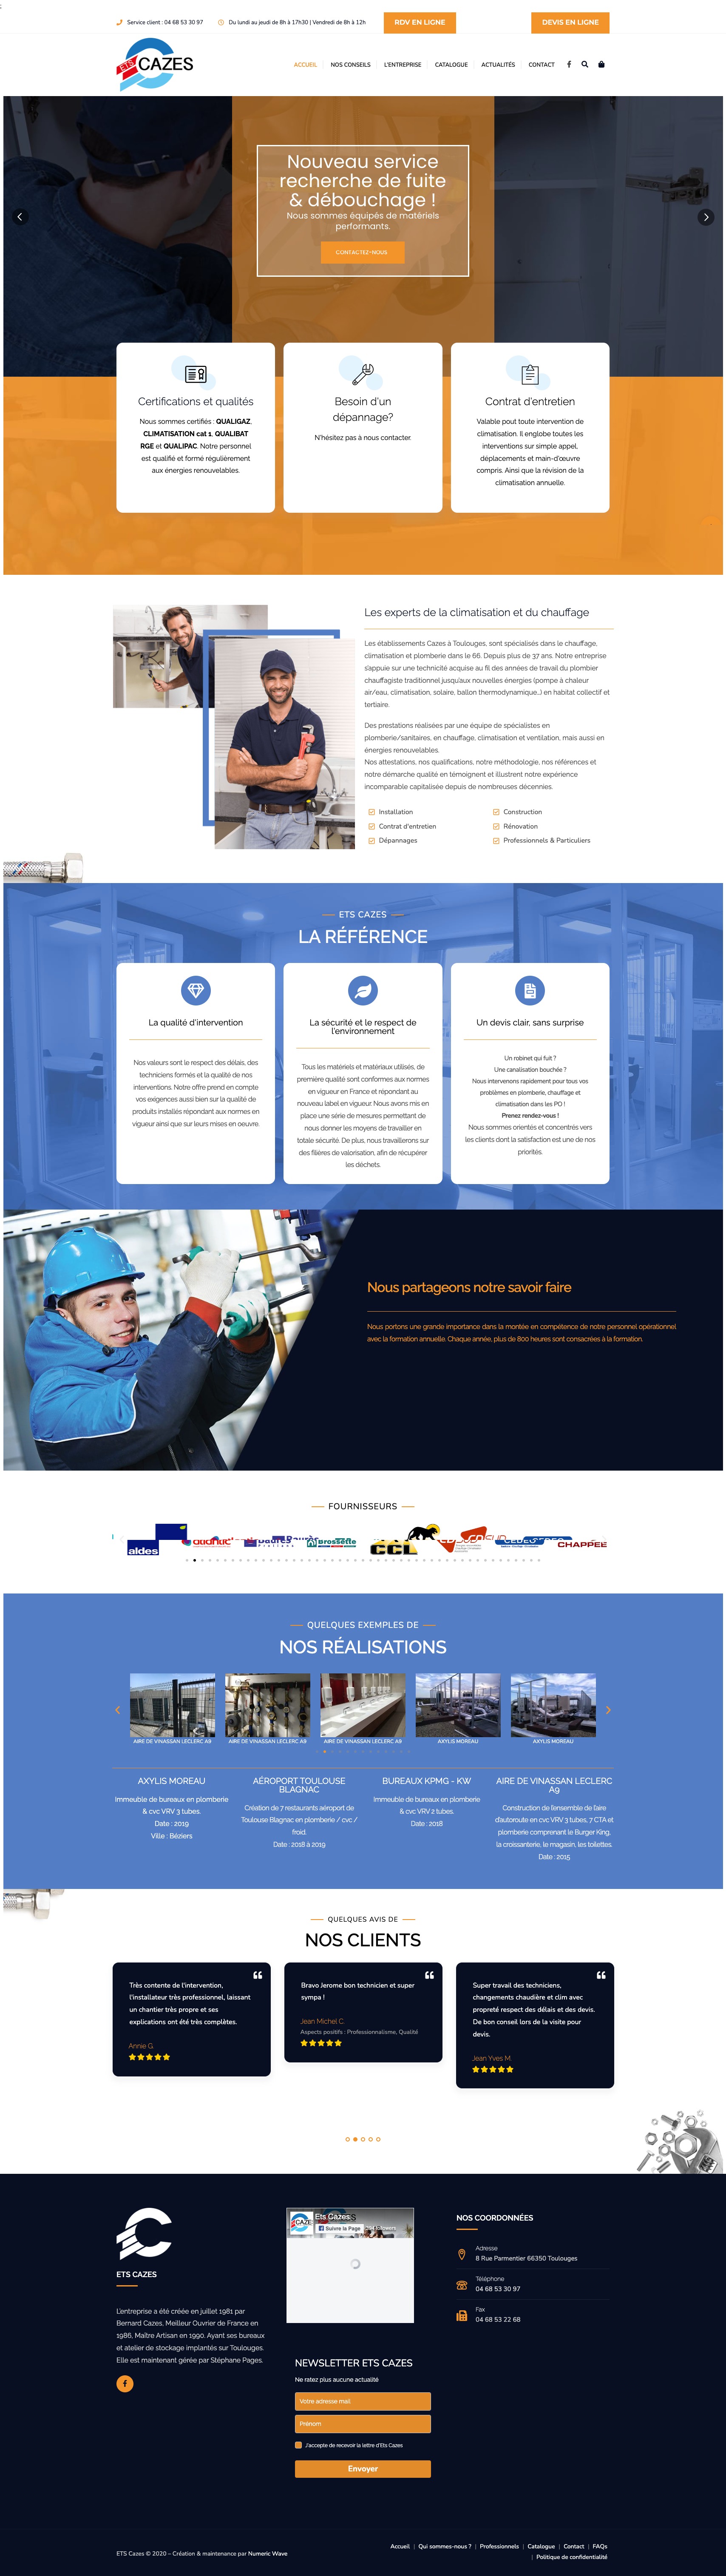 ;
Service client : 04 68 53 30 97
Du lundi au jeudi de 8h à 17h30 | Vendredi de 8h à 12h
RDV EN LIGNE
DEVIS EN LIGNE
ETS CAZES
ACCUEIL
NOS CONSEILS
L'ENTREPRISE
CATALOGUE
ACTUALITÉS
CONTACT
Nouveau service
recherche de fuite
& débouchage !
Nous sommes équipés de matériels
performants.
CONTACTEZ-NOUS
Certifications et qualités
Nous sommes certifiés : QUALIGAZ,
CLIMATISATION cat 1, QUALIBAT
RGE et QUALIPAC. Notre personnel
est qualifié et formé régulièrement
aux énergies renouvelables.
Besoin d'un
dépannage?
N'hésitez pas à nous contacter.
Contrat d'entretien
Valable pout toute intervention de
climatisation. Il englobe toutes les
interventions sur simple appel,
déplacements et main-d'œuvre
compris. Ainsi que la révision de la
climatisation annuelle.
Les experts de la climatisation et du chauffage
Les établissements Cazes à Toulouges, sont spécialisés dans le chauffage,
climatisation et plomberie dans le 66. Depuis plus de 37 ans. Notre entreprise
s'appuie sur une technicité acquise au fil des années de travail du plombier
chauffagiste traditionnel jusqu'aux nouvelles énergies (pompe à chaleur
air/eau, climatisation, solaire, ballon thermodynamique…) en habitat collectif et
tertiaire.
Des prestations réalisées par une équipe de spécialistes en
plomberie/sanitaires, en chauffage, climatisation et ventilation, mais aussi en
énergies renouvelables.
Nos attestations, nos qualifications, notre méthodologie, nos références et
notre démarche qualité en témoignent et illustrent notre expérience
incomparable capitalisée depuis de nombreuses décennies.
Installation
Construction
Contrat d'entretien
Rénovation
Dépannages
Professionnels & Particuliers
ETS CAZES
LA RÉFÉRENCE
La qualité d'intervention
Nos valeurs sont le respect des délais, des
techniciens formés et la qualité de nos
interventions. Notre offre prend en compte
vos exigences aussi bien sur la qualité de
produits installés répondant aux normes en
vigueur ainsi que sur leurs mises en oeuvre.
La sécurité et le respect de
l'environnement
Tous les matériels et matériaux utilisés, de
première qualité sont conformes aux normes
en vigueur en France et répondant au
nouveau label en vigueur. Nous avons mis en
place une série de mesures permettant de
nous donner les moyens de travailler en
totale sécurité. De plus, nous travaillerons sur
des filières de valorisation, afin de récupérer
les déchets.
Un devis clair, sans surprise
Un robinet qui fuit ?
Une canalisation bouchée ?
Nous intervenons rapidement pour tous vos
problèmes en plomberie, chauffage et
climatisation dans les PO !
Prenez rendez-vous !
Nous sommes orientés et concentrés vers
les clients dont la satisfaction est une de nos
priorités.
Nous partageons notre savoir faire
Nous portons une grande importance dans la montée en compétence de notre personnel opérationnel
avec la formation annuelle. Chaque année, plus de 800 heures sont consacrées à la formation.
FOURNISSEURS
aldes
Brossette
CCL
CHAPPEE
QUELQUES EXEMPLES DE
NOS RÉALISATIONS
AIRE DE VINASSAN LECLERC A9
AIRE DE VINASSAN LECLERC A9
AIRE DE VINASSAN LECLERC A9
AXYLIS MOREAU
AXYLIS MOREAU
AXYLIS MOREAU
Immeuble de bureaux en plomberie
& cvc VRV 3 tubes.
Date : 2019
Ville : Béziers
AÉROPORT TOULOUSE
BLAGNAC
Création de 7 restaurants aéroport de
Toulouse Blagnac en plomberie / cvc /
froid.
Date : 2018 à 2019
BUREAUX KPMG - KW
Immeuble de bureaux en plomberie
& cvc VRV 2 tubes.
Date : 2018
AIRE DE VINASSAN LECLERC
A9
Construction de l'ensemble de l'aire
d'autoroute en cvc VRV 3 tubes, 7 CTA et
plomberie comprenant le Burger King,
la croissanterie, le magasin, les toilettes.
Date : 2015
QUELQUES AVIS DE
NOS CLIENTS
Très contente de l'intervention,
l'installateur très professionnel, laissant
un chantier très propre et ses
explications ont été très complètes.
Annie G.
Bravo Jerome bon technicien et super
sympa !
Jean Michel C.
Aspects positifs : Professionnalisme, Qualité
Super travail des techniciens,
changements chaudière et clim avec
propreté respect des délais et des devis.
De bon conseil lors de la visite pour
devis.
Jean Yves M.
ETS CAZES
L'entreprise a été créée en juillet 1981 par
Bernard Cazes, Meilleur Ouvrier de France en
1986, Maître Artisan en 1990. Ayant ses bureaux
et atelier de stockage implantés sur Toulouges.
Elle est maintenant gérée par Stéphane Pages.
Ets Cazes
Suivre la Page
followers
NEWSLETTER ETS CAZES
Ne ratez plus aucune actualité
Votre adresse mail
Prénom
J'accepte de recevoir la lettre d'Ets Cazes
Envoyer
NOS COORDONNÉES
Adresse
8 Rue Parmentier 66350 Toulouges
Téléphone
04 68 53 30 97
Fax
04 68 53 22 68
ETS Cazes © 2020 – Création & maintenance par Numeric Wave
Accueil | Qui sommes-nous ? | Professionnels | Catalogue | Contact | FAQs
| Politique de confidentialité